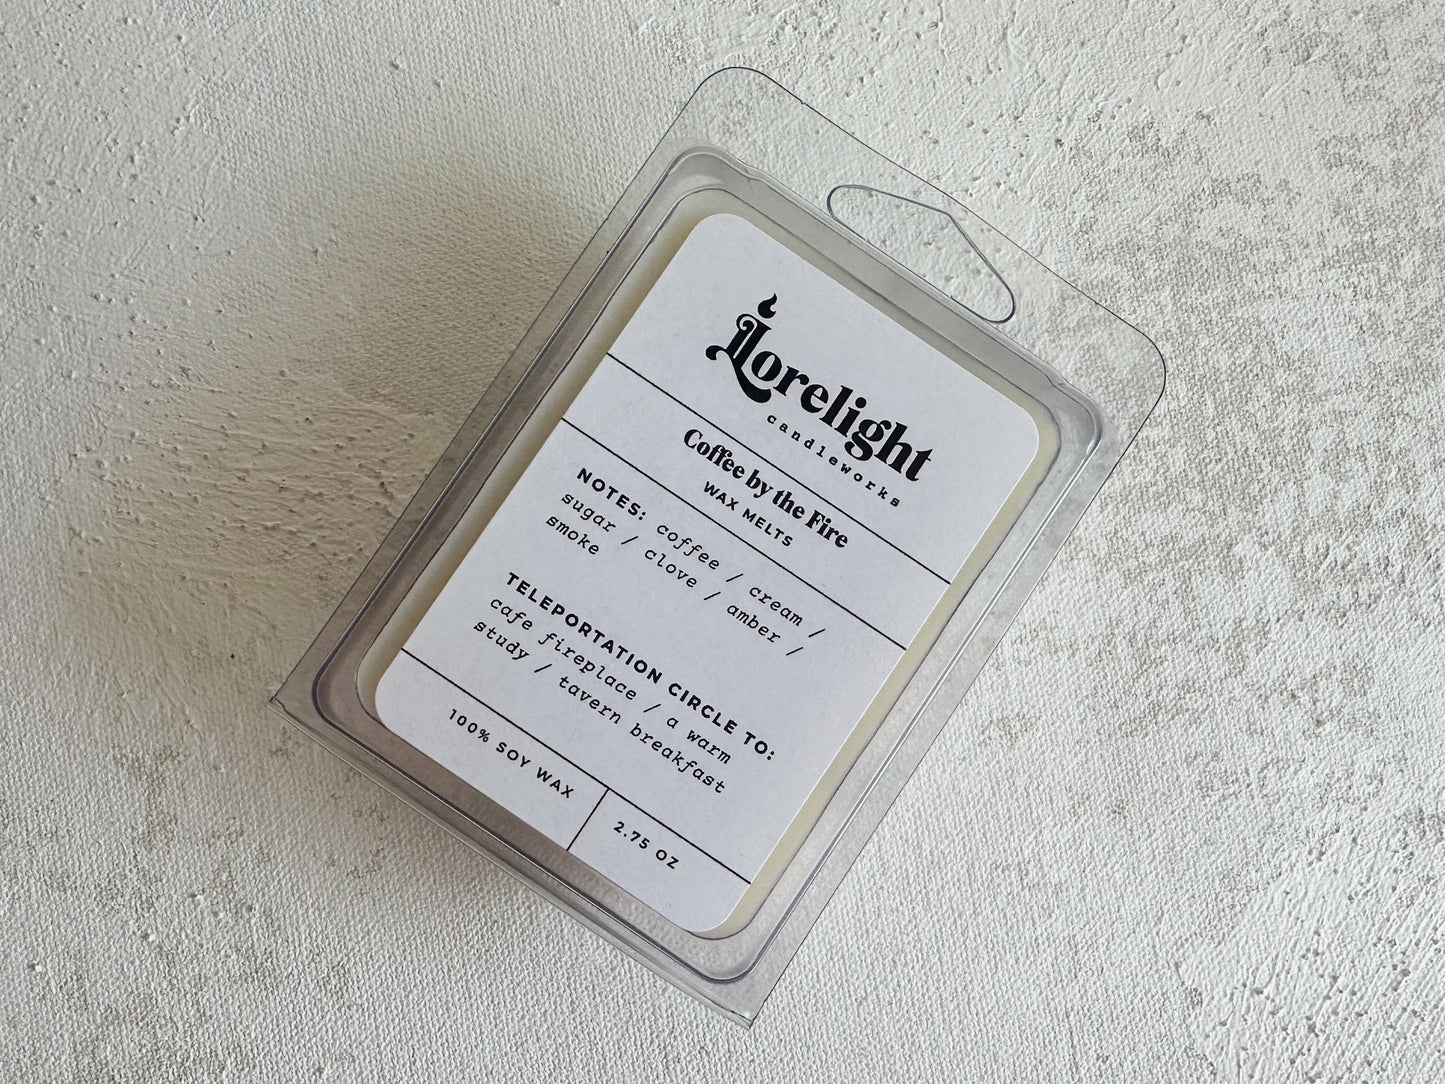 Lorelight
candleworks
Coffee by the Fire
WAX MELTS
NOTES: coffee / cream /
sugar / clove / amber /
smoke
TELEPORTATION CIRCLE TO:
cafe fireplace / a warm
study / tavern breakfast
100% SOY WAX
2.75 OZ